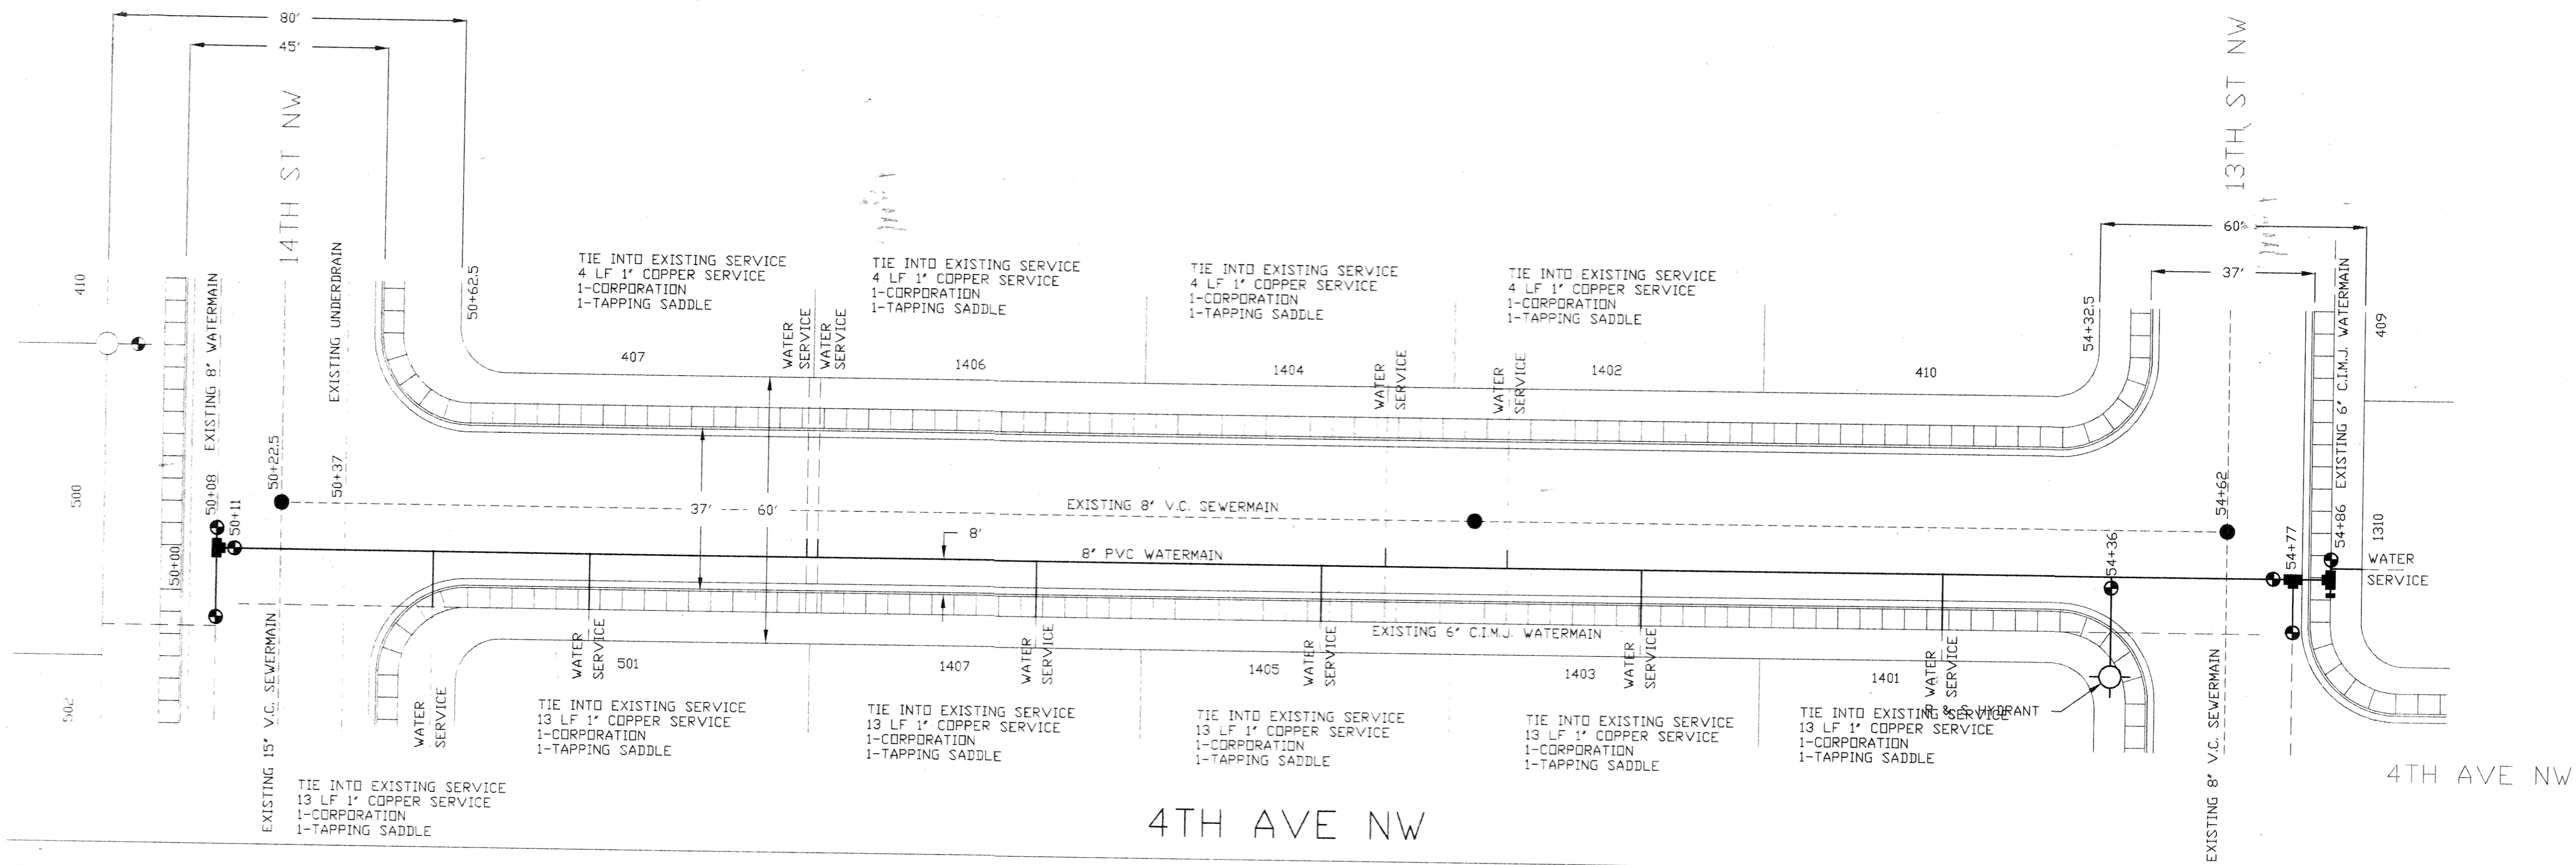 80'
45'
14TH ST NW
13TH ST NW
60'
37'
410
EXISTING 8" WATERMAIN
EXISTING UNDERDRAIN
50+62.5
TIE INTO EXISTING SERVICE
4 LF 1" COPPER SERVICE
1-CORPORATION
1-TAPPING SADDLE
TIE INTO EXISTING SERVICE
4 LF 1" COPPER SERVICE
1-CORPORATION
1-TAPPING SADDLE
TIE INTO EXISTING SERVICE
4 LF 1" COPPER SERVICE
1-CORPORATION
1-TAPPING SADDLE
TIE INTO EXISTING SERVICE
4 LF 1" COPPER SERVICE
1-CORPORATION
1-TAPPING SADDLE
54+32.5
EXISTING 6" C.I.M.J. WATERMAIN
409
407
WATER
SERVICE
WATER
SERVICE
1406
1404
WATER
SERVICE
WATER
SERVICE
1402
410
500
50+08
50+11
50+22.5
50+37
50+00
37'
60'
EXISTING 8" V.C. SEWERMAIN
8'
8" PVC WATERMAIN
54+36
54+62
54+77
54+86
1310
WATER
SERVICE
502
EXISTING 15" V.C. SEWERMAIN
WATER
SERVICE
WATER
SERVICE
501
1407
WATER
SERVICE
1405
WATER
SERVICE
EXISTING 6" C.I.M.J. WATERMAIN
1403
WATER
SERVICE
1401
WATER
SERVICE
R & S HYDRANT
EXISTING 8" V.C. SEWERMAIN
TIE INTO EXISTING SERVICE
13 LF 1" COPPER SERVICE
1-CORPORATION
1-TAPPING SADDLE
TIE INTO EXISTING SERVICE
13 LF 1" COPPER SERVICE
1-CORPORATION
1-TAPPING SADDLE
TIE INTO EXISTING SERVICE
13 LF 1" COPPER SERVICE
1-CORPORATION
1-TAPPING SADDLE
TIE INTO EXISTING SERVICE
13 LF 1" COPPER SERVICE
1-CORPORATION
1-TAPPING SADDLE
TIE INTO EXISTING SERVICE
13 LF 1" COPPER SERVICE
1-CORPORATION
1-TAPPING SADDLE
TIE INTO EXISTING SERVICE
13 LF 1" COPPER SERVICE
1-CORPORATION
1-TAPPING SADDLE
4TH AVE NW
4TH AVE NW